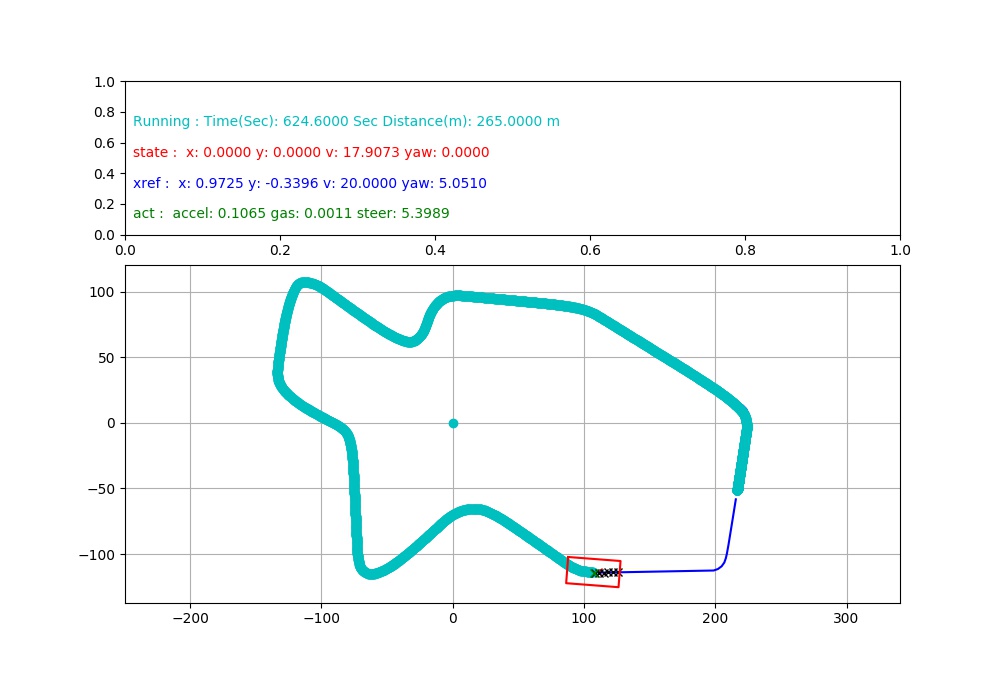 1.0
0.8
0.6
0.4
0.2
0.0
Running : Time(Sec): 624.6000 Sec Distance(m): 265.0000 m
state :  x: 0.0000 y: 0.0000 v: 17.9073 yaw: 0.0000
xref :  x: 0.9725 y: -0.3396 v: 20.0000 yaw: 5.0510
act :  accel: 0.1065 gas: 0.0011 steer: 5.3989
0.0 0.2 0.4 0.6 0.8 1.0
100
50
0
−50
−100
−200 −100 0 100 200 300